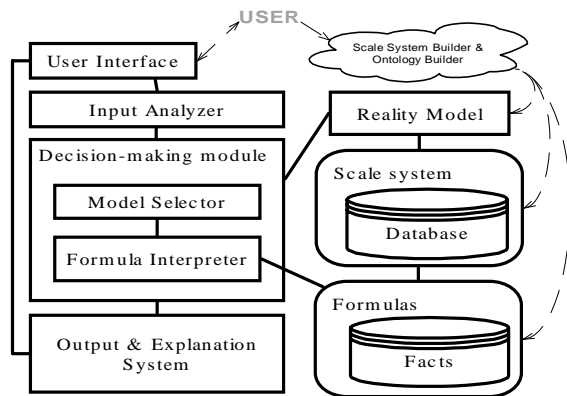 USER
User Interface
Scale System Builder &
Ontology Builder
Input Analyzer
Reality Model
Decision-making module
Model Selector
Formula Interpreter
Scale system
Database
Formulas
Facts
Output & Explanation
System